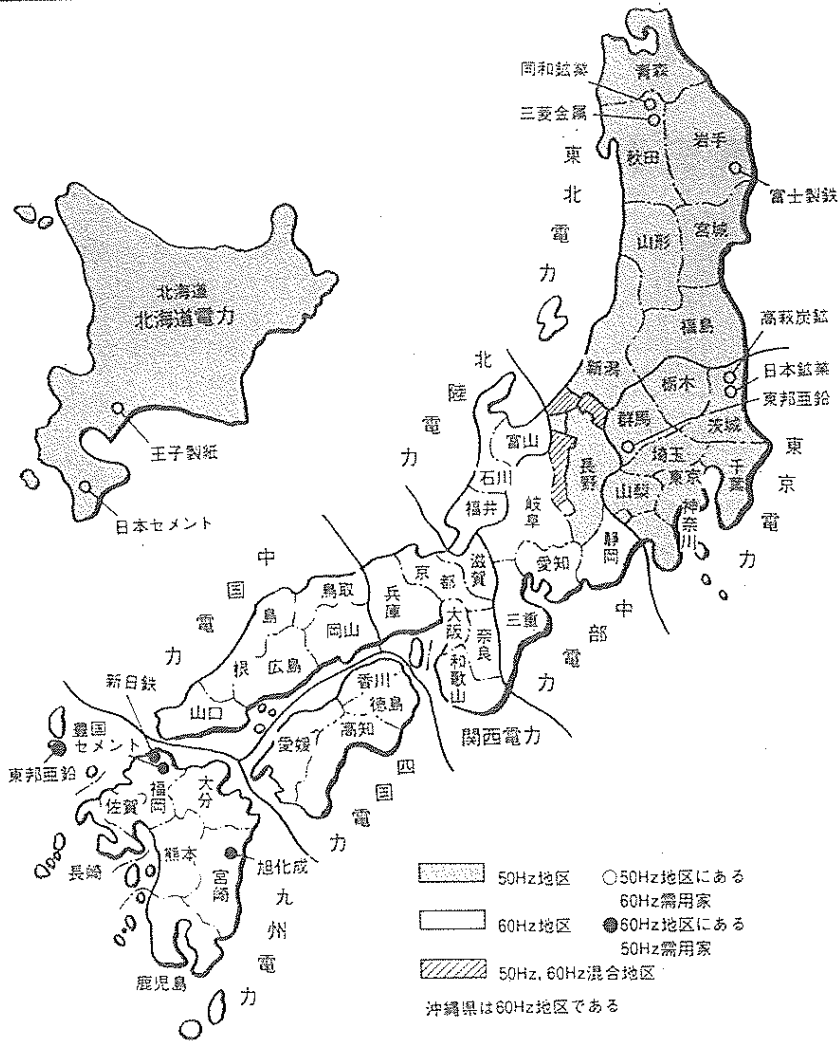 同和鉱業
三菱金属
青森
岩手
秋田
富士製鉄
東北電力
宮城
山形
北海道
北海道電力
福島
高萩炭鉱
新潟
栃木
日本鉱業
東邦亜鉛
群馬
茨城
北陸電力
富山
王子製紙
石川
長野
埼玉
東京
千葉
山梨
神奈川
東京電力
日本セメント
福井
岐阜
静岡
愛知
滋賀
京都
兵庫
鳥取
中国電力
島根
岡山
広島
大阪
奈良
三重
和歌山
中部電力
関西電力
香川
徳島
愛媛
高知
四国電力
山口
新日鉄
豊国
セメント
東邦亜鉛
佐賀
福岡
大分
長崎
熊本
宮崎
旭化成
九州電力
鹿児島
50Hz地区
60Hz地区
50Hz, 60Hz混合地区
○50Hz地区にある
60Hz需用家
●60Hz地区にある
50Hz需用家
沖縄県は60Hz地区である